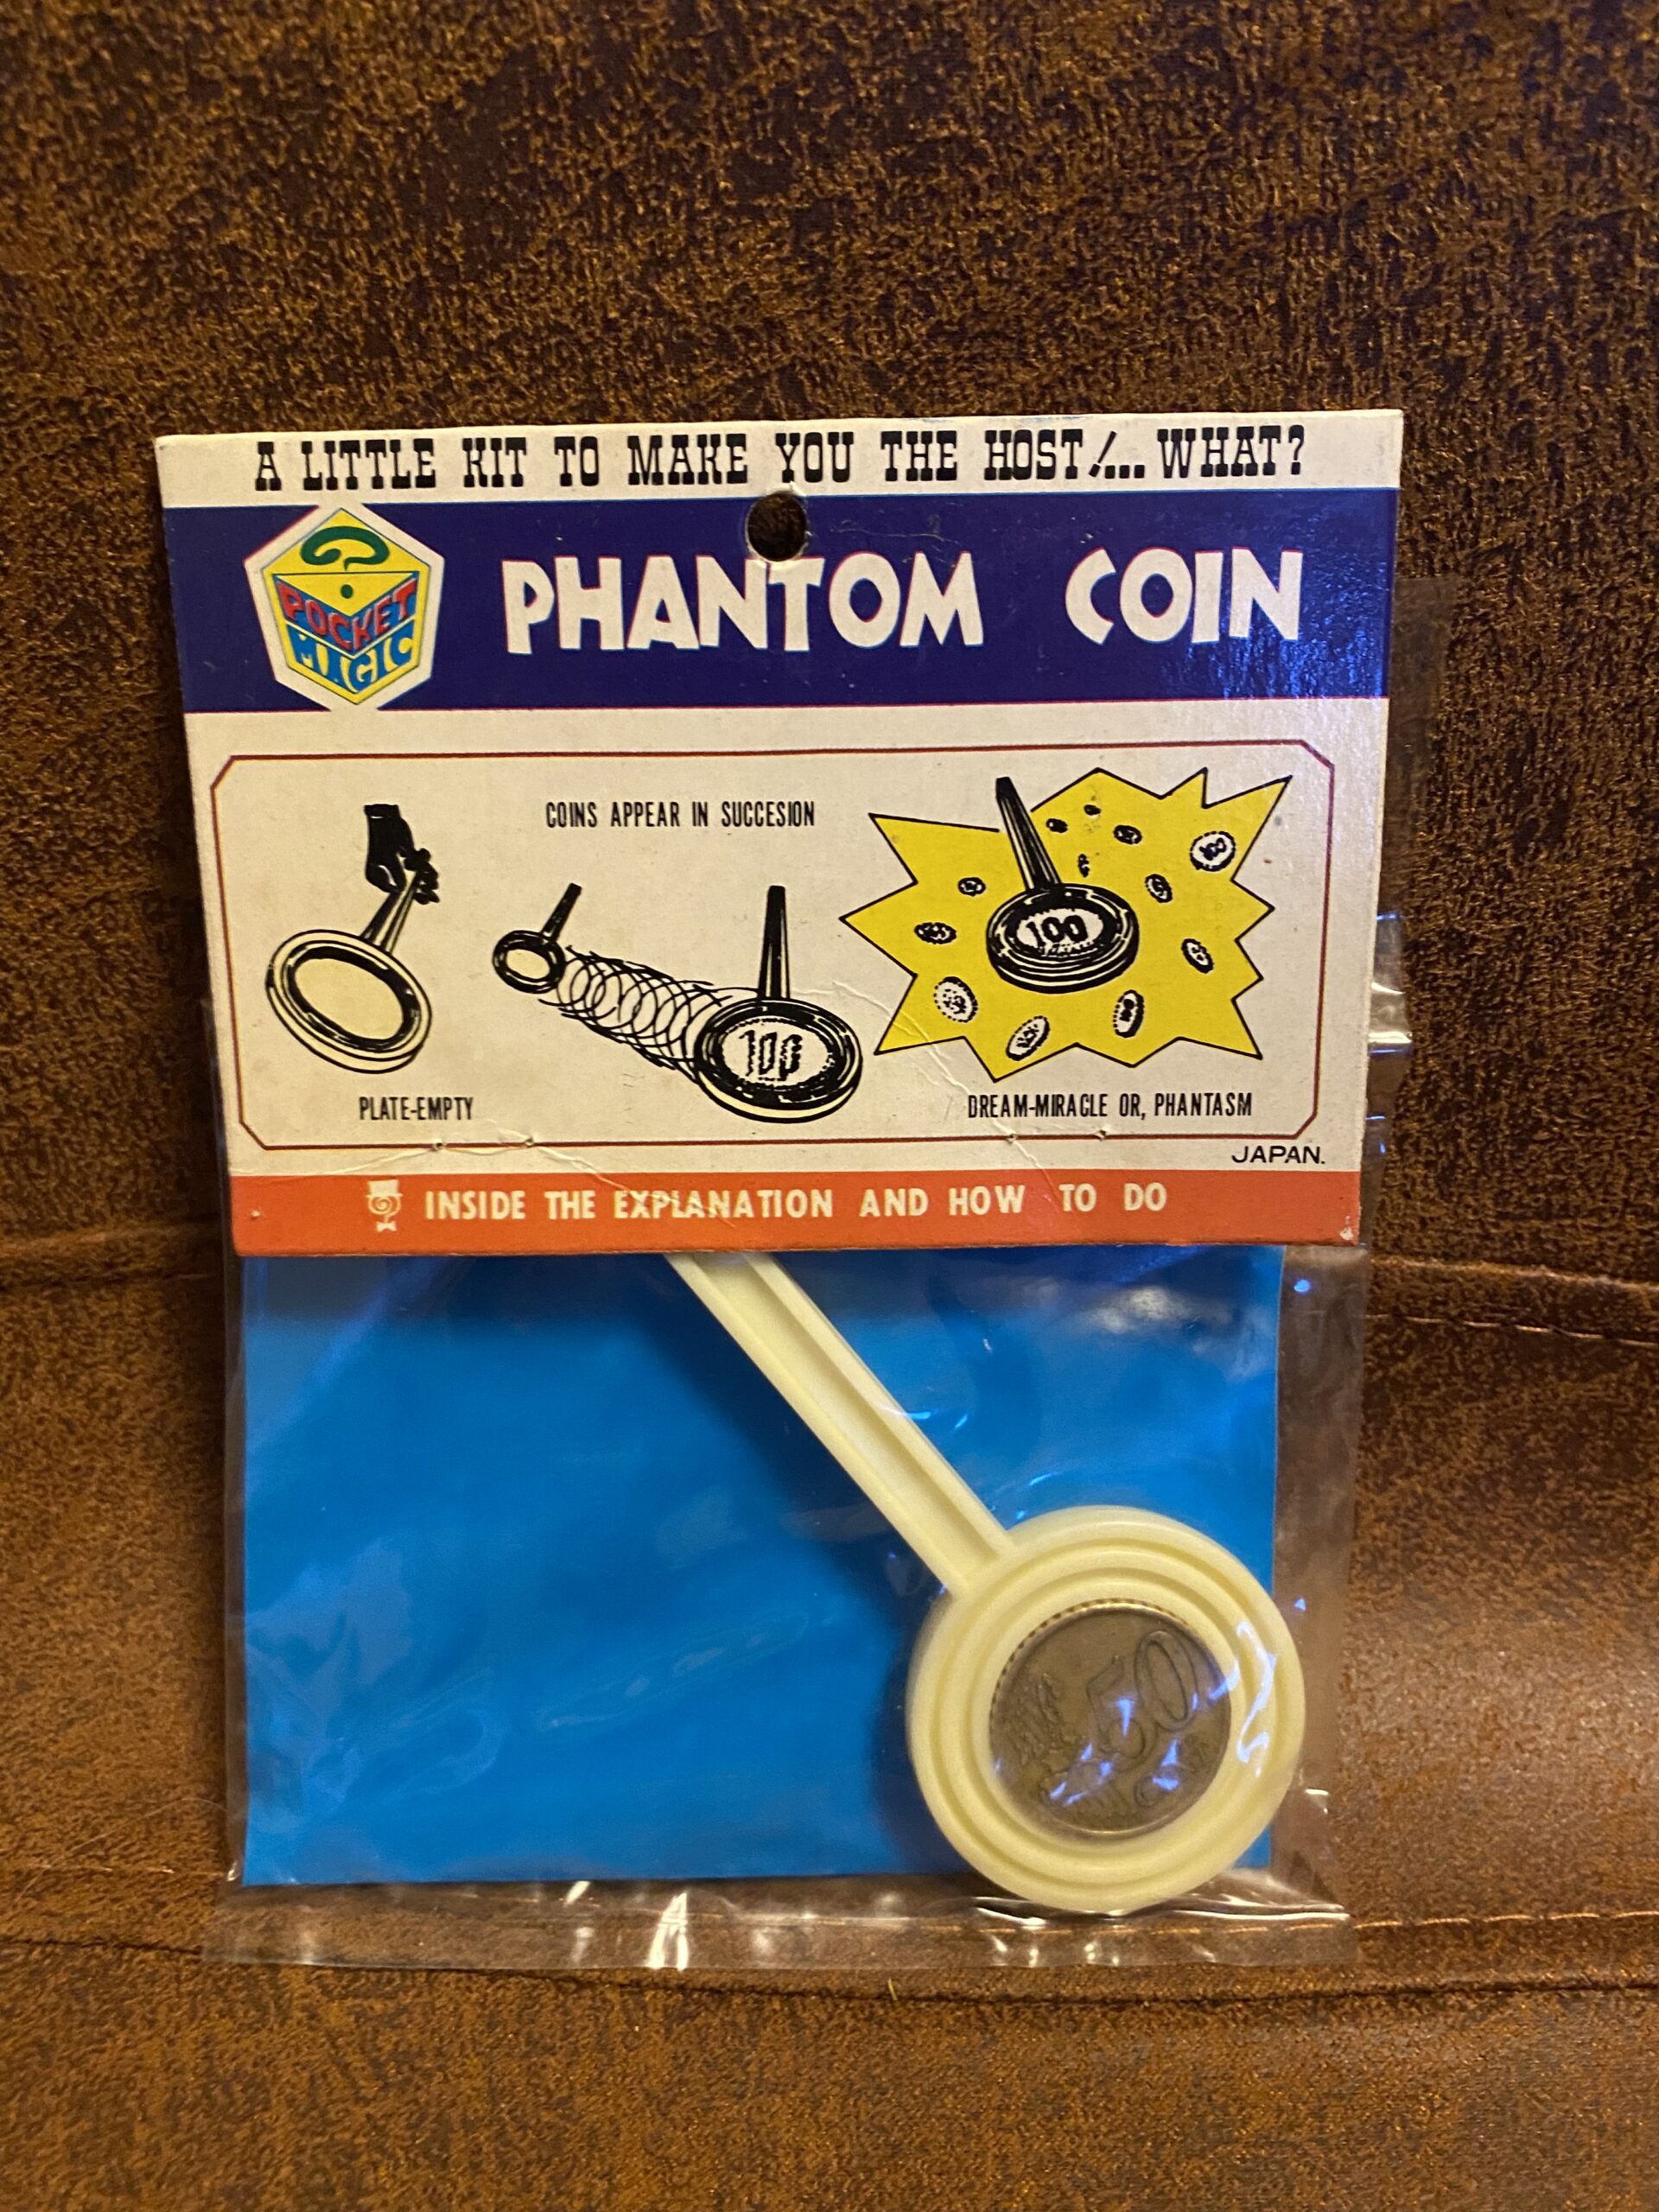 A LITTLE KIT TO MAKE YOU THE HOST!... WHAT?
?
POCKET
MAGIC
PHANTOM COIN
COINS APPEAR IN SUCCESION
100
100
10p
PLATE-EMPTY
DREAM-MIRACLE OR, PHANTASM
JAPAN.
INSIDE THE EXPLANATION AND HOW TO DO
50